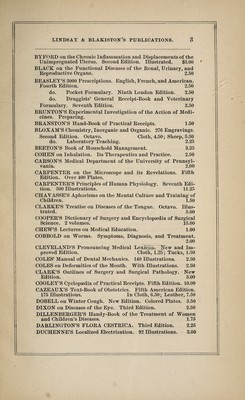 LINDSAY & BLAKISTON'S PUBLICATIONS. 3
BYFORD on the Chronic Inflammation and Displacements of the
Unimpregnated Uterus. Second Edition. Illustrated. $3.00
BLACK on the Functional Diseases of the Renal, Urinary, and
Reproductive Organs. 2.50
BEASLEY'S 3000 Prescriptions. English, French, and American.
Fourth Edition. 2.50
do. Pocket Formulary. Ninth London Edition. 2.50
do. Druggists' General Receipt-Book and Veterinary
Formulary. Seventh Edition. 3.50
BRUNTON'S Experimental Investigation of the Action of Medi-
cines. Preparing.
BRANSTON'S Hand-Book of Practical Receipts. 1.50
BLOXAM'S Chemistry, Inorganic and Organic. 276 Engravings.
Second Edition. Octavo. Cloth, 4.50; Sheep, 5.50
do. Laboratory Teaching. 2.25
BEETON'S Book of Household Management. 3.25
COHEN on Inhalation. Its Therapeutics and Practice. 2.50
CARSON'S Medical Department of the University of Pennsyl-
vania. 2.00
CARPENTER on the Microscope and its Revelations. Fifth
Edition. Over 400 Plates.
CARPENTER'S Principles of Human Physiology. Seventh Edi-
tion. 300 Illustrations. 11.25
CHAVASSE'S Aphorisms on the Mental Culture and Training of
Children. 1.50
CLARK'S Treatise on Diseases of the Tongue. Octavo. Illus-
trated. 5.00
COOPER'S Dictionary of Surgery and Encyclopædia of Surgical
Science. 2 volumes. 15.00
CHEW'S Lectures on Medical Education. 1.00
COBBOLD on Worms. Symptoms, Diagnosis, and Treatment.
2.00
CLEVELAND'S Pronouncing Medical Lexicon. New and Im-
proved Edition. Cloth, 1.25; Tucks, 1.50
COLES' Manual of Dental Mechanics. 140 Illustrations. 2.50
COLES on Deformities of the Mouth. With Illustrations. 2.50
CLARK'S Outlines of Surgery and Surgical Pathology. New
Edition. 3.00
COOLEY'S Cyclopædia of Practical Receipts. Fifth Edition. 10.00
CAZEAUX'S Text-Book of Obstetrics. Fifth American Edition.
175 Illustrations. In Cloth, 6.50; Leather, 7.50
DOBELL on Winter Cough. New Edition. Colored Plates. 3.50
DIXON on Diseases of the Eye. Third Edition. 2.50
DILLENBERGER'S Handy-Book of the Treatment of Women
and Children's Diseases. 1.75
DARLINGTON'S FLORA CESTRICA. Third Edition. 2.25
DUCHENNE'S Localized Electrization. 92 Illustrations. 3.00